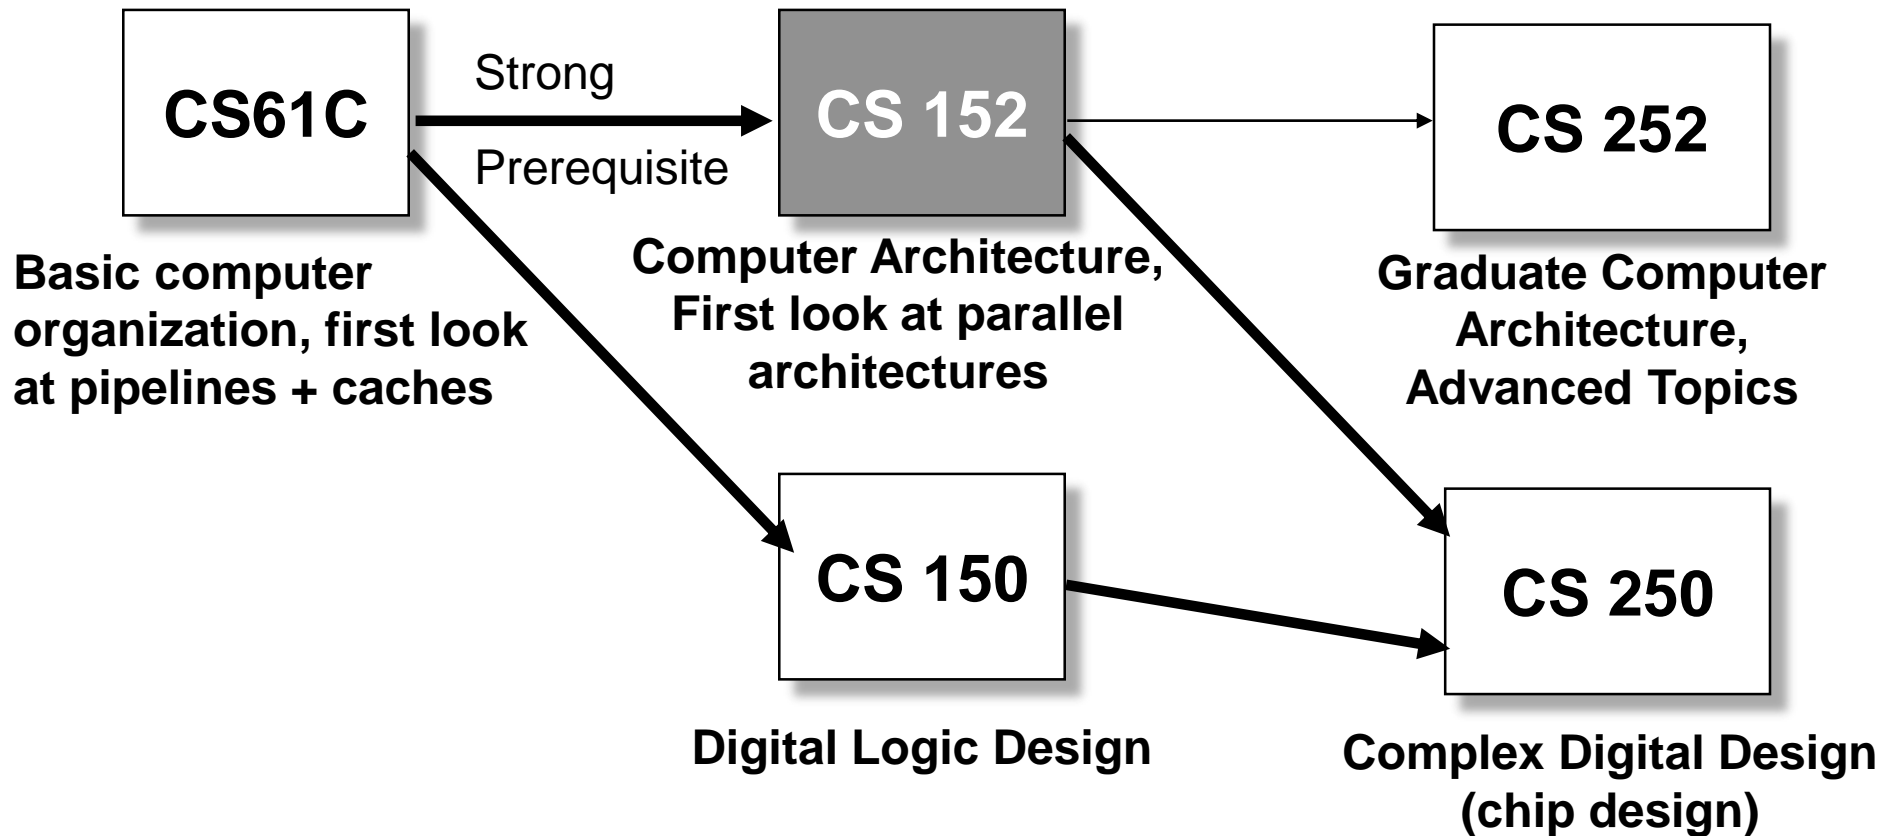 CS61C
Strong
Prerequisite
CS 152
CS 252
Basic computer
organization, first look
at pipelines + caches
Computer Architecture,
First look at parallel
architectures
Graduate Computer
Architecture,
Advanced Topics
CS 150
CS 250
Digital Logic Design
Complex Digital Design
(chip design)